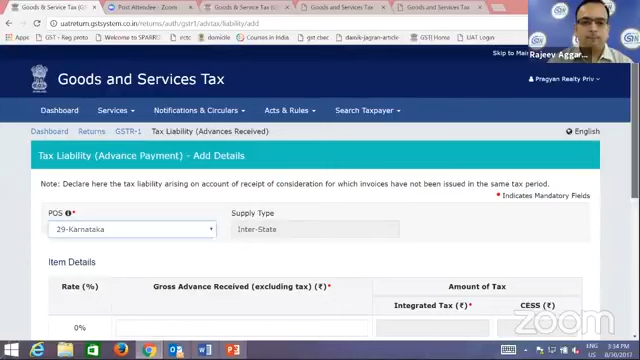 Goods & Service Tax
Post Attendee - Zoom
Goods & Service Tax (
Goods and Services Tax
Goods and Services Tax
uatreturn.gstsystem.co.in/returns/auth/gstr1/advtax/liability/add
GST - Reg proto
Welcome to SPARRO
domicile
Courses in India
gst cbec
danik-jagran-article
GST| Home
UAT Login
Skip to Main
Rajeev Aggar...
Goods and Services Tax
Pragyan Realty Priv
Dashboard
Services
Notifications & Circulars
Acts & Rules
Search Taxpayer
Dashboard
Returns
GSTR-1
Tax Liability (Advances Received)
English
Tax Liability (Advance Payment) - Add Details
Note: Declare here the tax liability arising on account of receipt of consideration for which invoices have not been issued in the same tax period.
* Indicates Mandatory Fields
POS *
Supply Type
29-Karnataka
Inter-State
Item Details
Rate (%)
Gross Advance Received (excluding tax) (₹) *
Amount of Tax
Integrated Tax (₹) *
CESS (₹)
0%
zoom
ENG
US
3:34 PM
8/30/2017